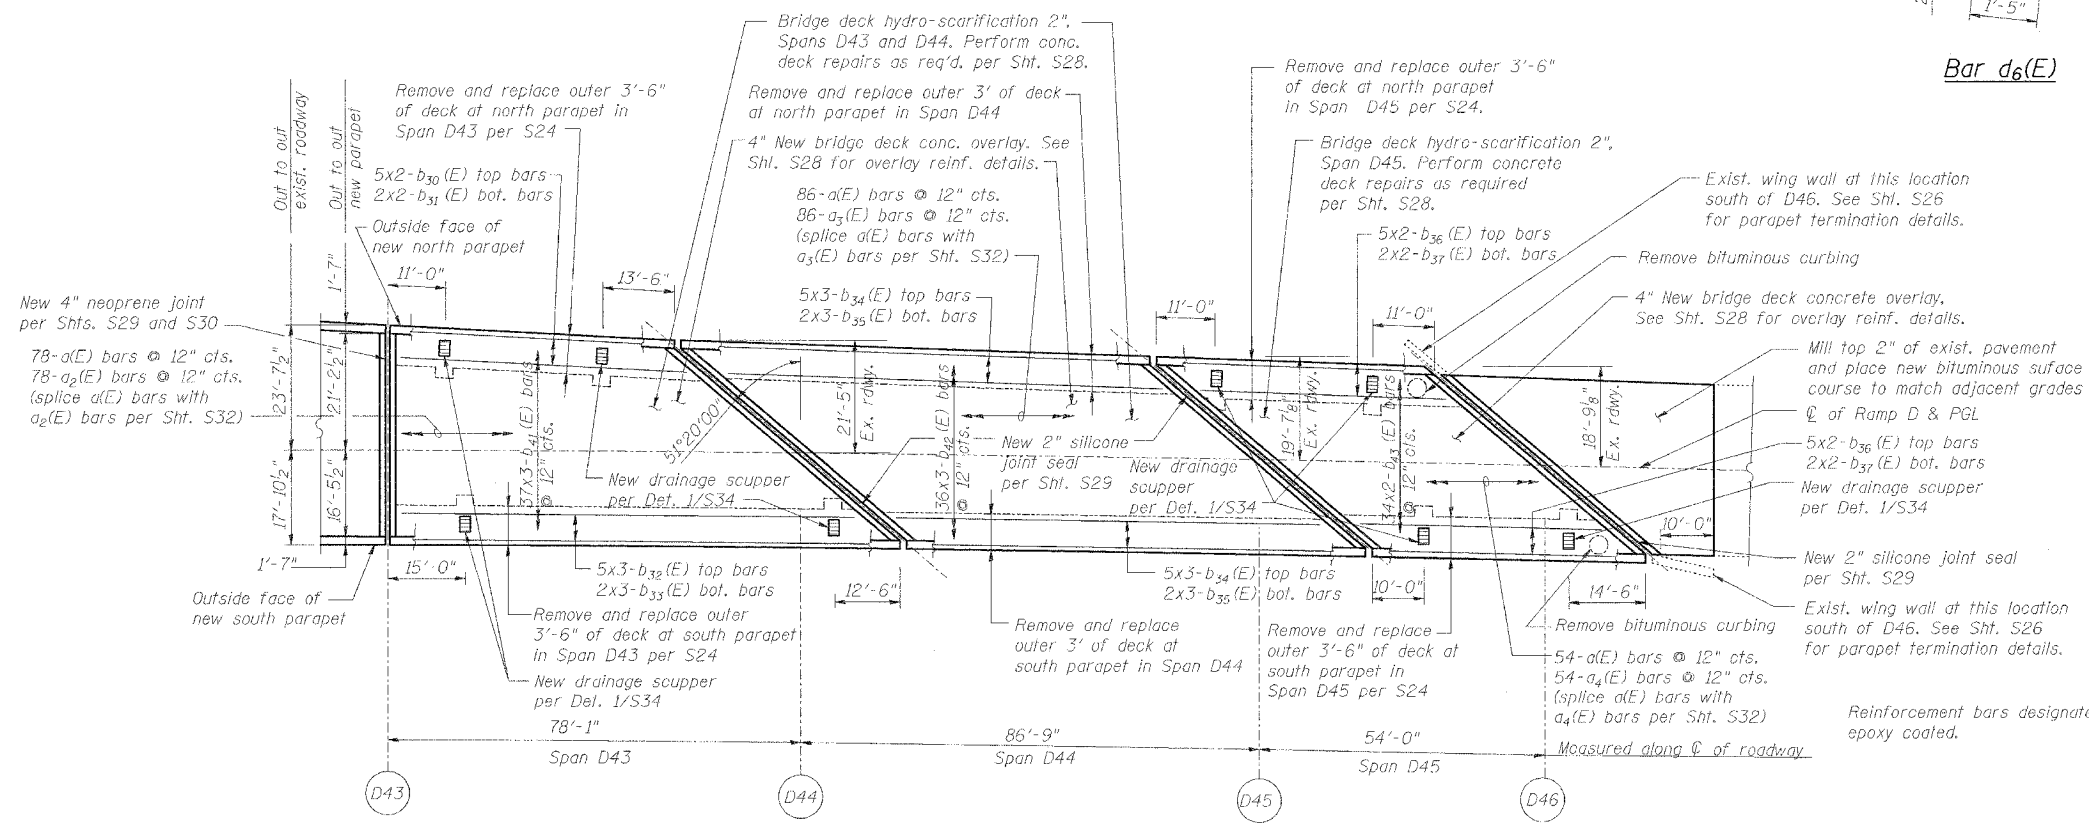 Bridge deck hydro-scarification 2",
Spans D43 and D44. Perform conc.
deck repairs as req'd. per Sht. S28.
1'-5"
Bar d6(E)
Remove and replace outer 3'-6"
of deck at north parapet in
Span D43 per S24
Remove and replace outer 3' of deck
at north parapet in Span D44
4" New bridge deck conc. overlay. See
Sht. S28 for overlay reinf. details.
Remove and replace outer 3'-6"
of deck at north parapet
in Span D45 per S24.
Bridge deck hydro-scarification 2",
Span D45. Perform concrete
deck repairs as required
per Sht. S28.
Exist. wing wall at this location
south of D46. See Sht. S26
for parapet termination details.
Out to out
exist. roadway
Out to out
new parapet
5x2-b30(E) top bars
2x2-b31(E) bot. bars
86-a(E) bars @ 12" cts.
86-a3(E) bars @ 12" cts.
(splice a(E) bars with
a3(E) bars per Sht. S32)
5x2-b36(E) top bars
2x2-b37(E) bot. bars
Remove bituminous curbing
Outside face of
new north parapet
1'-7"
11'-0"
13'-6"
5x3-b34(E) top bars
2x3-b35(E) bot. bars
11'-0"
11'-0"
4" New bridge deck concrete overlay,
See Sht. S28 for overlay reinf. details.
New 4" neoprene joint
per Shts. S29 and S30
78-a(E) bars @ 12" cts.
78-a2(E) bars @ 12" cts.
(splice a(E) bars with
a2(E) bars per Sht. S32)
23'-7½"
21'-2½"
17'-10½"
16'-5½"
1'-7"
37x3-b41(E) bars
@ 12" cts.
51°20'00"
21'-5"
Ex. rdwy.
36x3-b42(E) bars
@ 12" cts.
19'-7⅛"
Ex. rdwy.
34x2-b43(E) bars
@ 12" cts.
18'-9⅛"
Ex. rdwy.
Mill top 2" of exist. pavement
and place new bituminous suface
course to match adjacent grades
℄ of Ramp D & PGL
5x2-b36(E) top bars
2x2-b37(E) bot. bars
New drainage scupper
per Det. 1/S34
New drainage scupper
per Det. 1/S34
New 2" silicone
joint seal
per Sht. S29
New drainage
scupper
per Det. 1/S34
10'-0"
New 2" silicone joint seal
per Sht. S29
Outside face of
new south parapet
15'-0"
5x3-b32(E) top bars
2x3-b33(E) bot. bars
12'-6"
5x3-b34(E) top bars
2x3-b35(E) bot. bars
10'-0"
14'-6"
Remove and replace outer
3'-6" of deck at south parapet
in Span D43 per S24
New drainage scupper
per Det. 1/S34
Remove and replace
outer 3' of deck at
south parapet in Span D44
Remove and replace
outer 3'-6" of deck at
south parapet in
Span D45 per S24
Remove bituminous curbing
54-a(E) bars @ 12" cts.
54-a4(E) bars @ 12" cts.
(splice a(E) bars with
a4(E) bars per Sht. S32)
Exist. wing wall at this location
south of D46. See Sht. S26
for parapet termination details.
Reinforcement bars designate
epoxy coated.
78'-1"
Span D43
86'-9"
Span D44
54'-0"
Span D45
Measured along ℄ of roadway
D43
D44
D45
D46